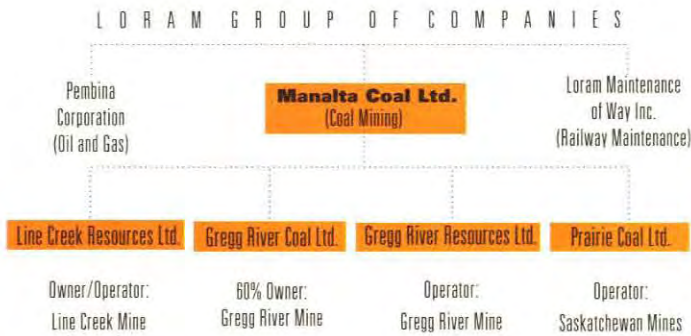 LORAM GROUP OF COMPANIES
Pembina
Corporation
(Oil and Gas)
Manalta Coal Ltd.
(Coal Mining)
Loram Maintenance
of Way Inc.
(Railway Maintenance)
Line Creek Resources Ltd.
Gregg River Coal Ltd.
Gregg River Resources Ltd.
Prairie Coal Ltd.
Owner/Operator:
Line Creek Mine
60% Owner:
Gregg River Mine
Operator:
Gregg River Mine
Operator:
Saskatchewan Mines